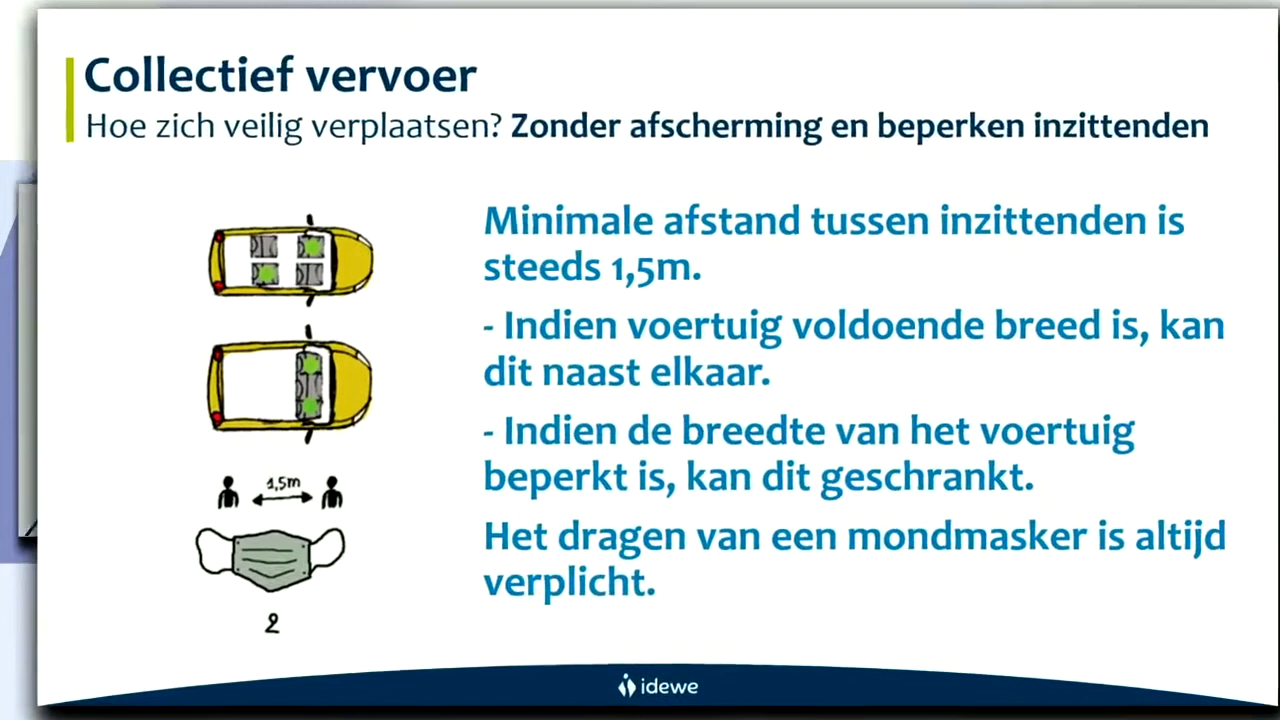 Collectief vervoer
Hoe zich veilig verplaatsen? Zonder afscherming en beperken inzittenden
Minimale afstand tussen inzittenden is
steeds 1,5m.
- Indien voertuig voldoende breed is, kan
dit naast elkaar.
- Indien de breedte van het voertuig
beperkt is, kan dit geschrankt.
Het dragen van een mondmasker is altijd
verplicht.
1,5m
2
idewe